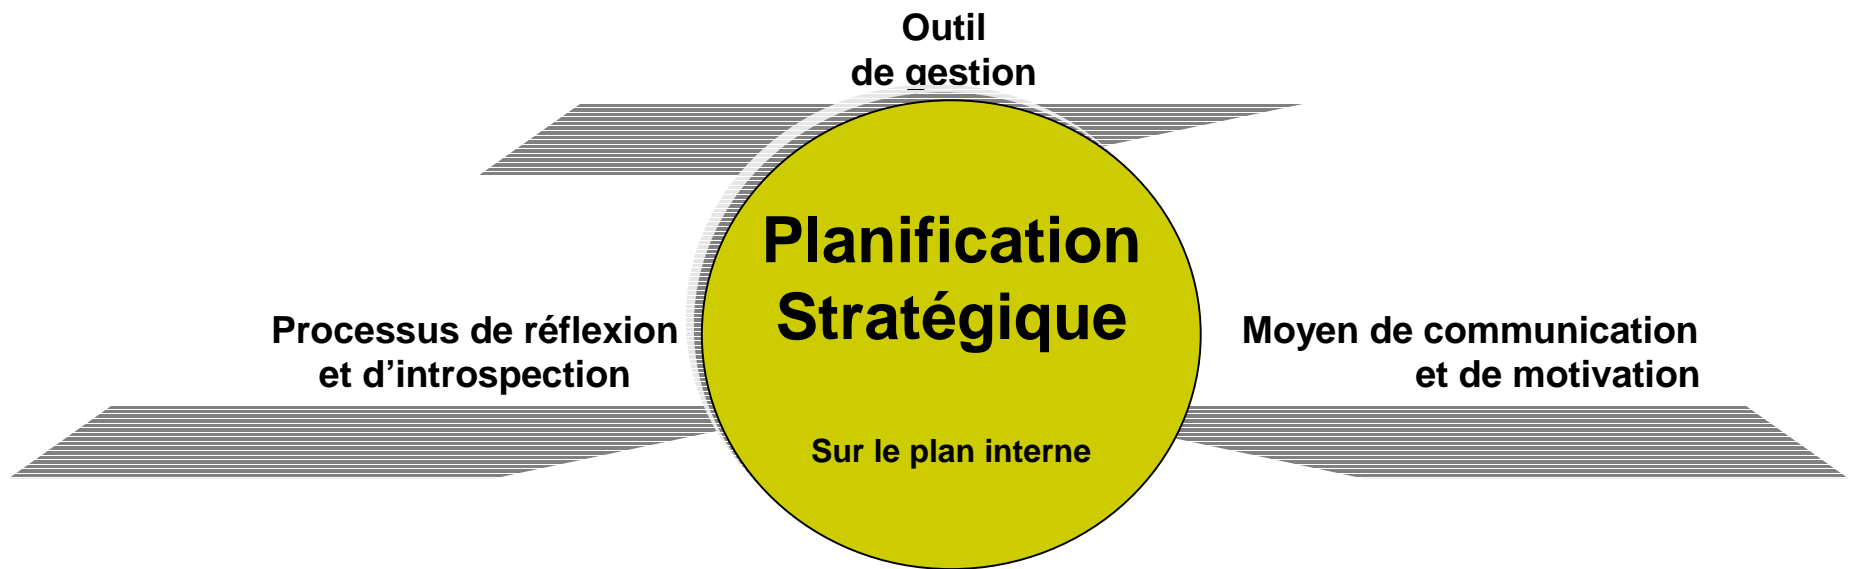 Outil
de gestion
Planification
Stratégique
Processus de réflexion
et d’introspection
Moyen de communication
et de motivation
Sur le plan interne